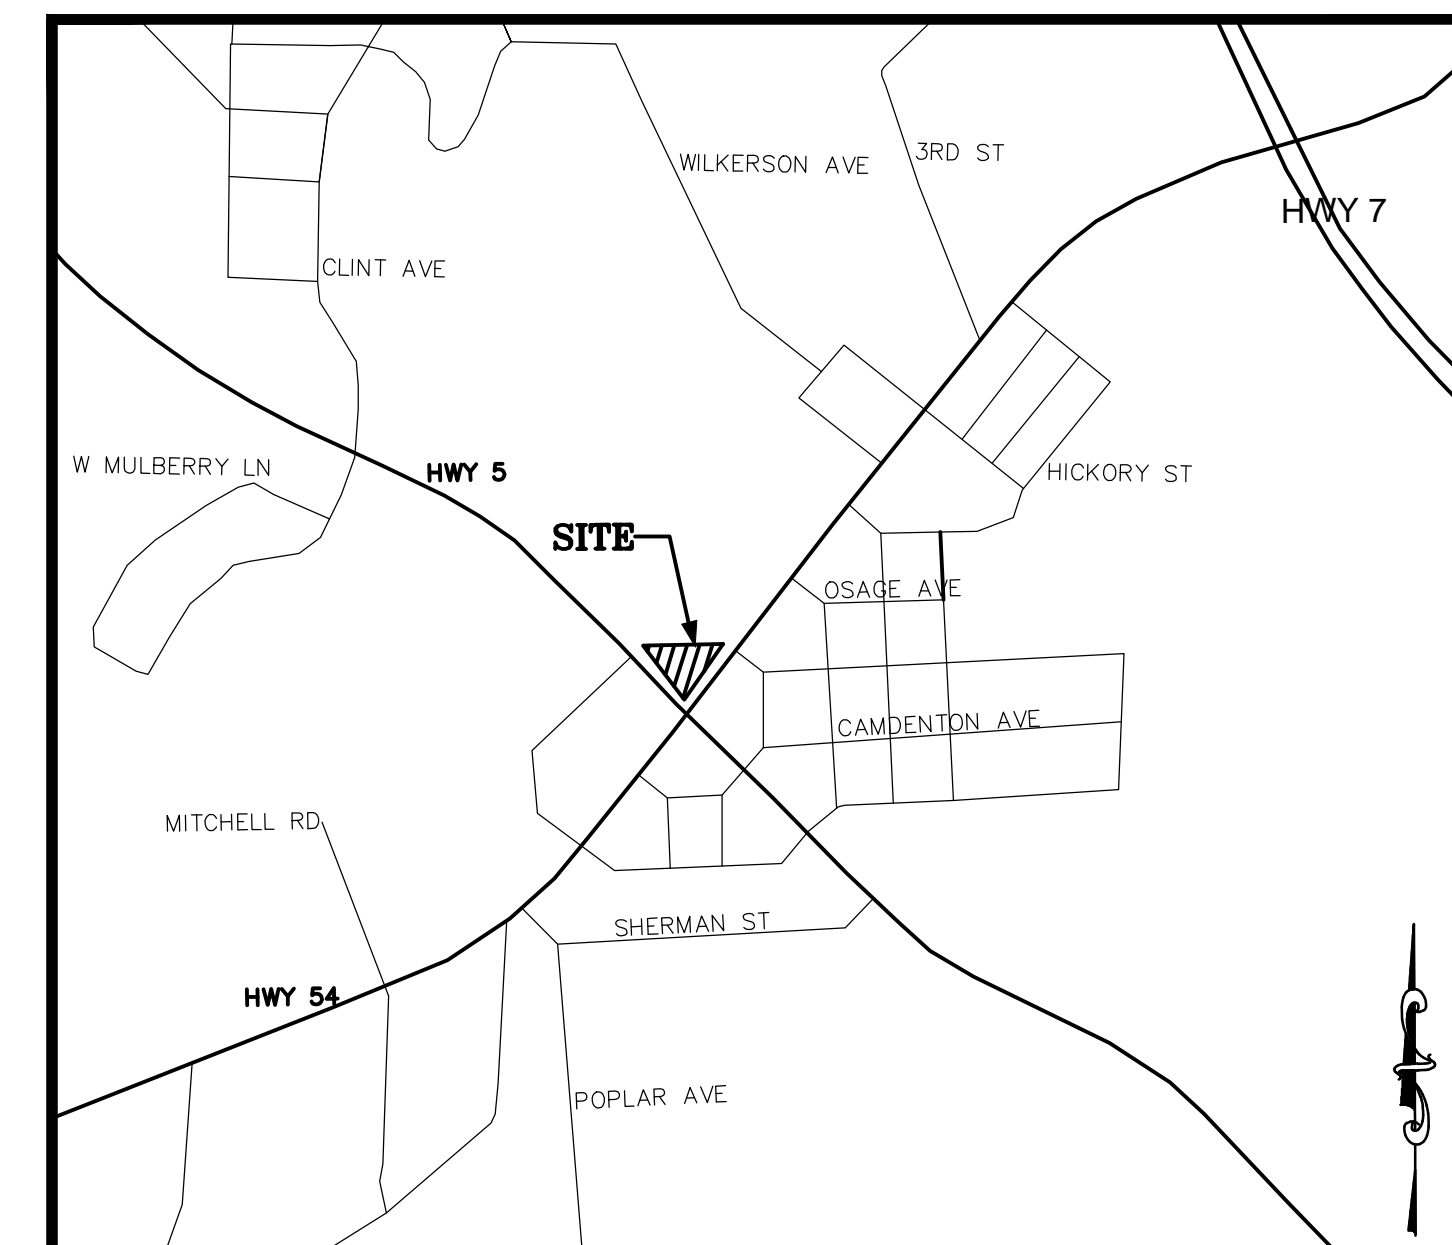 WILKERSON AVE
3RD ST
HWY 7
CLINT AVE
W MULBERRY LN
HWY 5
HICKORY ST
SITE
OSAGE AVE
CAMDENTON AVE
MITCHELL RD
SHERMAN ST
HWY 54
POPLAR AVE